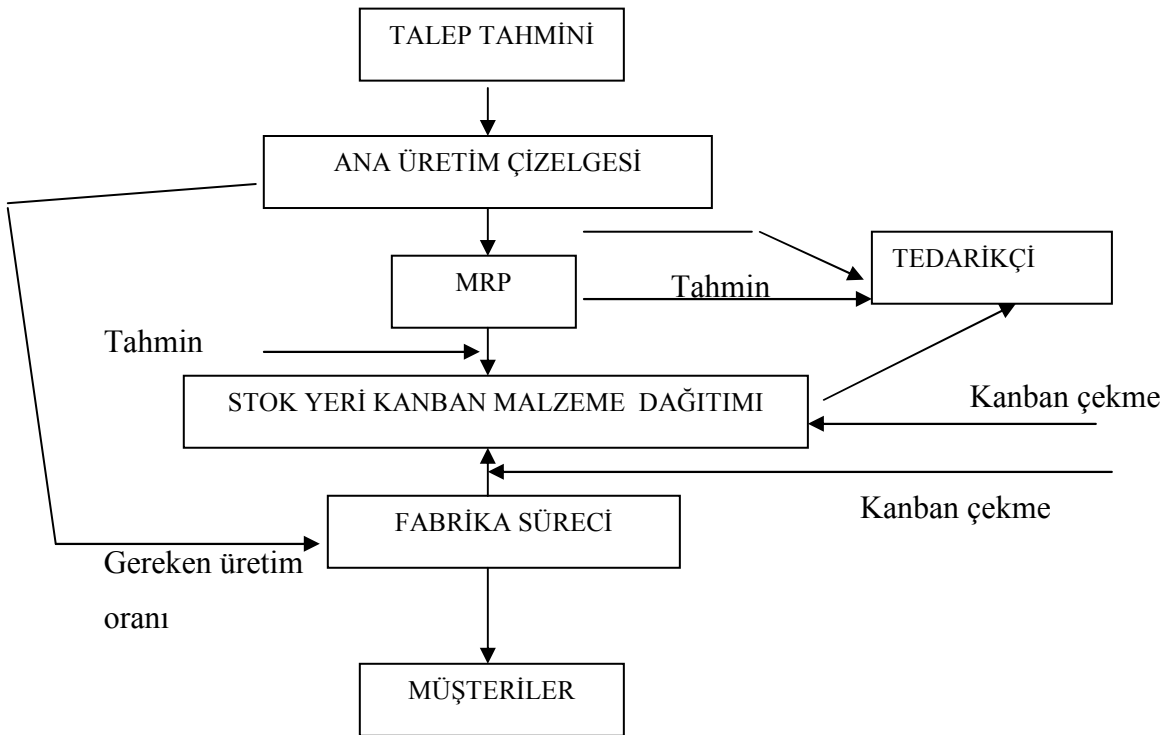 TALEP TAHMİNİ
ANA ÜRETİM ÇİZELGESİ
TEDARİKÇİ
MRP
Tahmin
Tahmin
STOK YERİ KANBAN MALZEME DAĞITIMI
Kanban çekme
Kanban çekme
FABRİKA SÜRECİ
Gereken üretim
oranı
MÜŞTERİLER